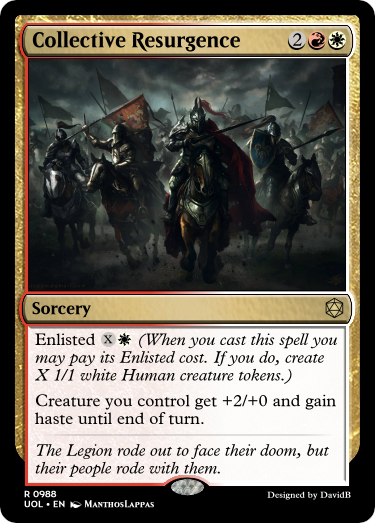 Collective Resurgence 2
Sorcery
Enlisted X (When you cast this spell you
may pay its Enlisted cost. If you do, create
X 1/1 white Human creature tokens.)
Creature you control get +2/+0 and gain
haste until end of turn.
The Legion rode out to face their doom, but
their people rode with them.
R 0988
UOL • EN ManthosLappas
Designed by DavidB